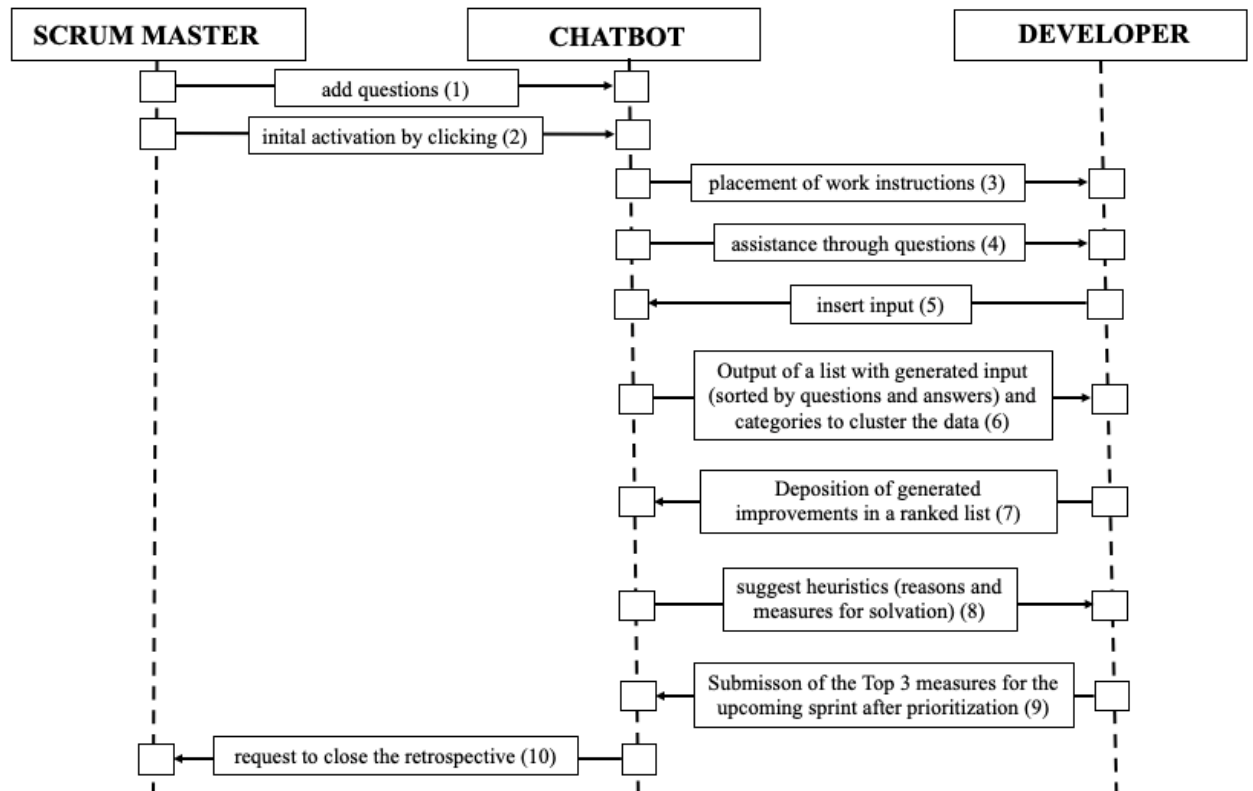 SCRUM MASTER
CHATBOT
DEVELOPER
add questions (1)
inital activation by clicking (2)
placement of work instructions (3)
assistance through questions (4)
insert input (5)
Output of a list with generated input
(sorted by questions and answers) and
categories to cluster the data (6)
Deposition of generated
improvements in a ranked list (7)
suggest heuristics (reasons and
measures for solvation) (8)
Submisson of the Top 3 measures for the
upcoming sprint after prioritization (9)
request to close the retrospective (10)